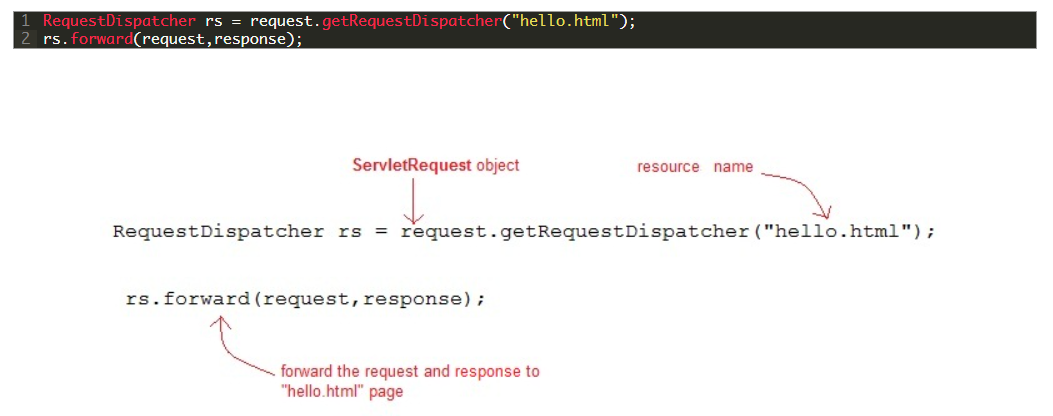 1 RequestDispatcher rs = request.getRequestDispatcher("hello.html");
2 rs.forward(request,response);
ServletRequest object
resource name
RequestDispatcher rs = request.getRequestDispatcher("hello.html");
rs.forward(request,response);
forward the request and response to
"hello.html" page